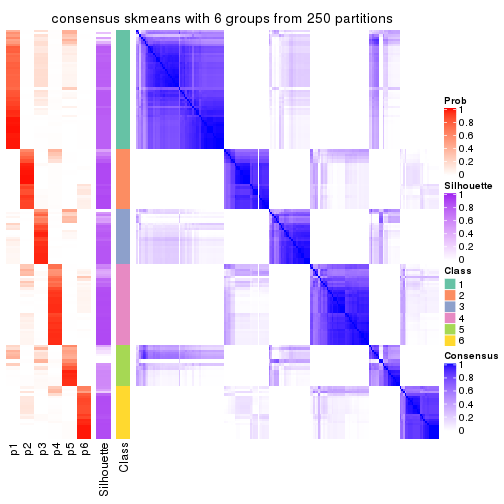 consensus skmeans with 6 groups from 250 partitions
Prob
1
0.8
0.6
0.4
0.2
0
Silhouette
1
0.8
0.6
0.4
0.2
0
Class
1
2
3
4
5
6
Consensus
1
0.8
0.6
0.4
0.2
0
p1
p2
p3
p4
p5
p6
Silhouette
Class